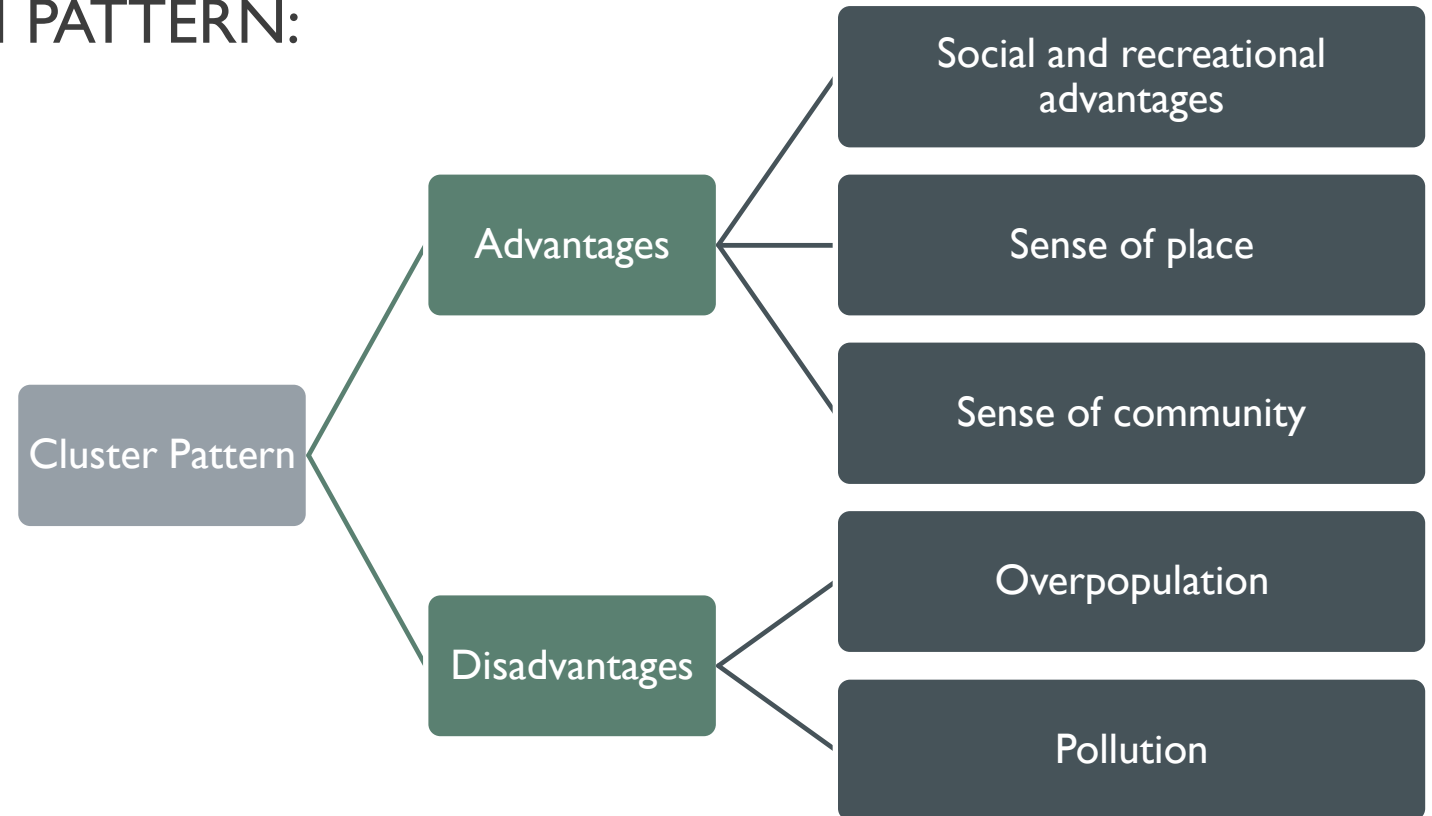 PATTERN:
Social and recreational
advantages
Advantages
Sense of place
Sense of community
Cluster Pattern
Overpopulation
Disadvantages
Pollution